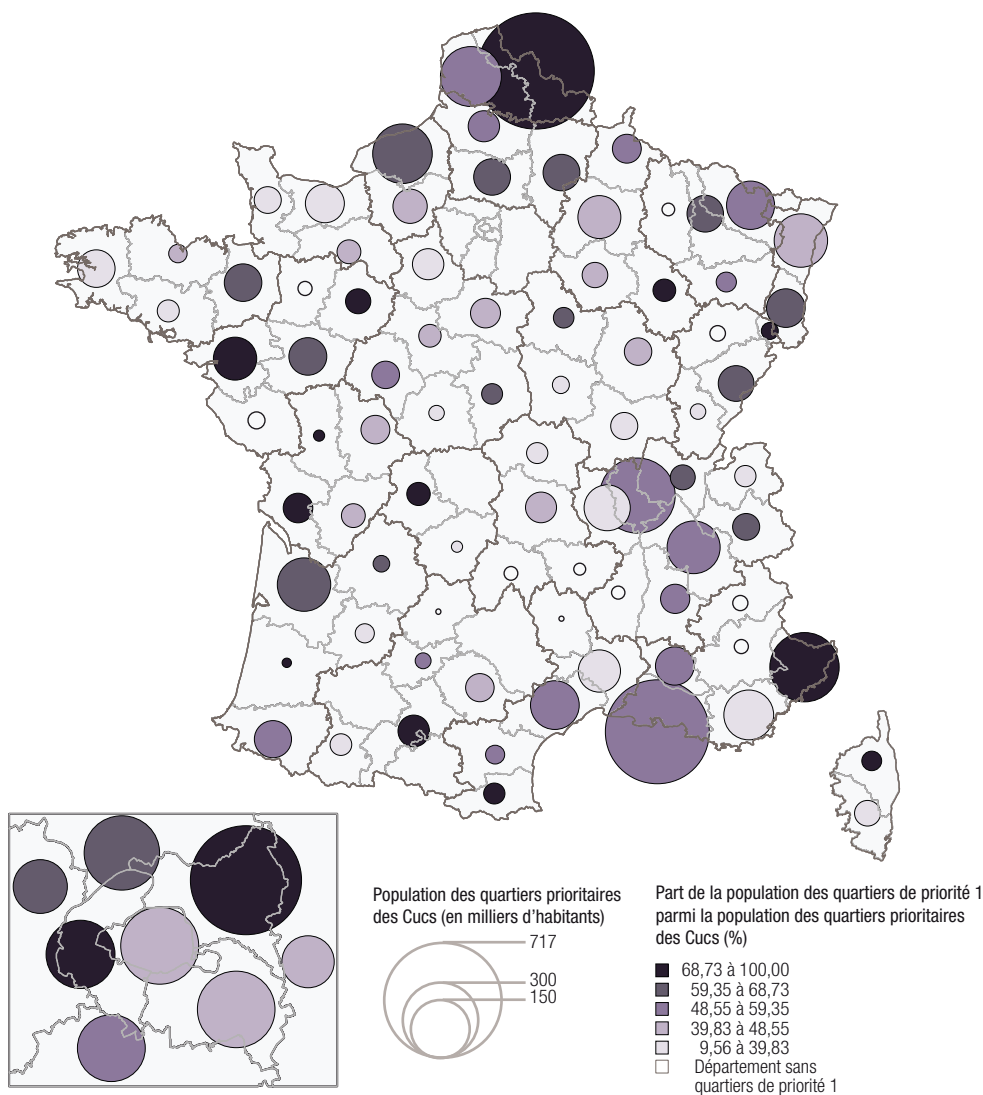 Population des quartiers prioritaires
des Cucs (en milliers d'habitants)
717
300
150
Part de la population des quartiers de priorité 1
parmi la population des quartiers prioritaires
des Cucs (%)
68,73 à 100,00
59,35 à 68,73
48,55 à 59,35
39,83 à 48,55
9,56 à 39,83
Département sans
quartiers de priorité 1